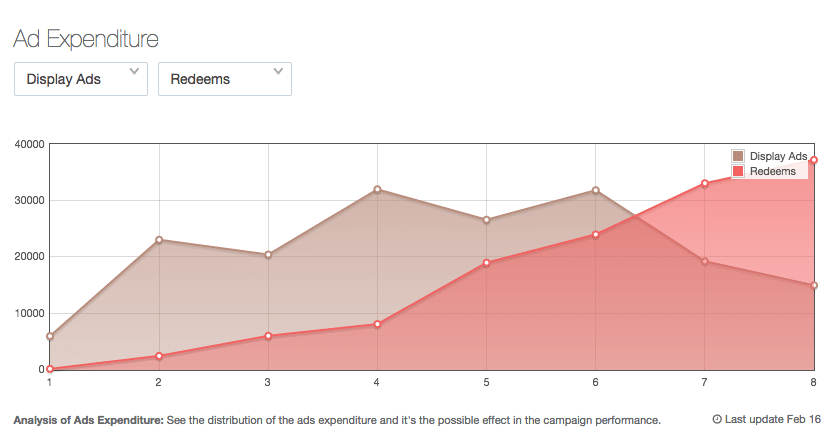 Ad Expenditure
Display Ads
Redeems
40000
Display Ads
Redeems
30000
20000
10000
0
1 2 3 4 5 6 7 8
Analysis of Ads Expenditure: See the distribution of the ads expenditure and it's the possible effect in the campaign performance.
Last update Feb 16